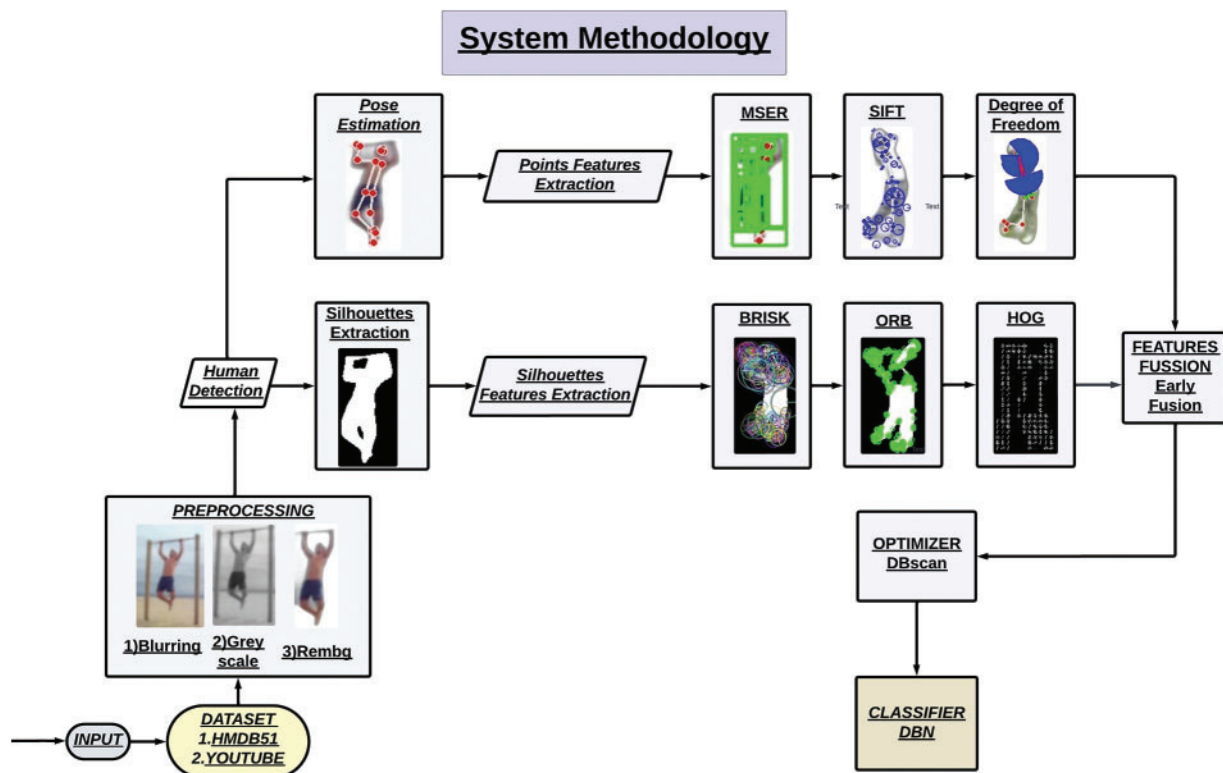 System Methodology
Pose
Estimation
Points Features
Extraction
MSER
SIFT
Text
Text
Degree of
Freedom
Human
Detection
Silhouettes
Extraction
Silhouettes
Features Extraction
BRISK
ORB
HOG
FEATURES
FUSSION
Early
Fusion
PREPROCESSING
1)Blurring
2)Grey
scale
3)Rembg
OPTIMIZER
DBscan
INPUT
DATASET
1.HMDB51
2.YOUTUBE
CLASSIFIER
DBN